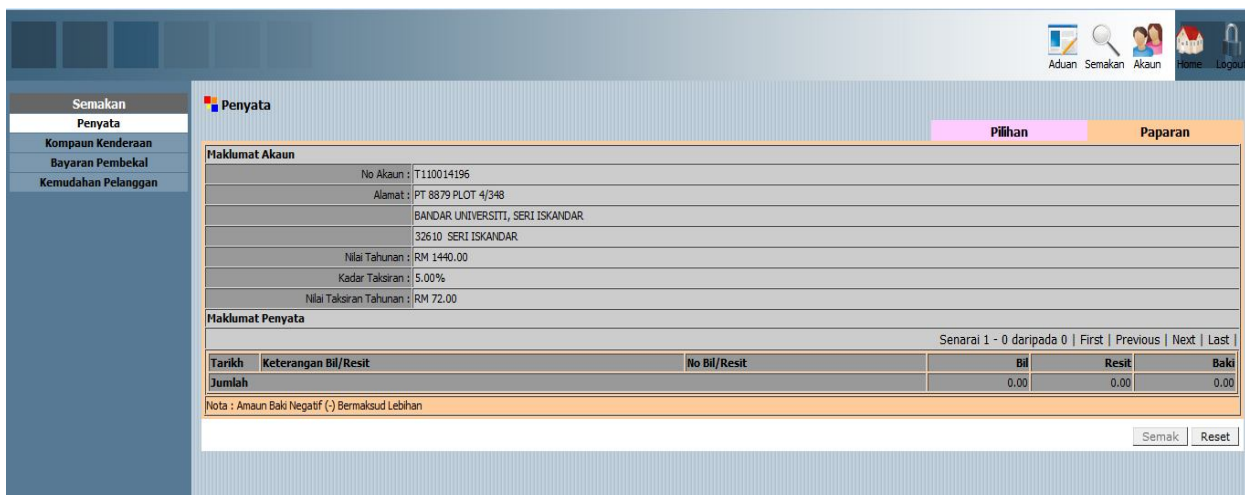 Aduan Semakan Akaun Home Logout
Semakan
Penyata
Kompaun Kenderaan
Bayaran Pembekal
Kemudahan Pelanggan
Penyata
Pilihan Paparan
Maklumat Akaun
No Akaun : T110014196
Alamat : PT 8879 PLOT 4/348
BANDAR UNIVERSITI, SERI ISKANDAR
32610 SERI ISKANDAR
Nilai Tahunan : RM 1440.00
Kadar Taksiran : 5.00%
Nilai Taksiran Tahunan : RM 72.00
Maklumat Penyata
Senarai 1 - 0 daripada 0 | First | Previous | Next | Last |
Tarikh Keterangan Bil/Resit No Bil/Resit Bil Resit Baki
Jumlah 0.00 0.00 0.00
Nota : Amaun Baki Negatif (-) Bermaksud Lebihan
Semak Reset